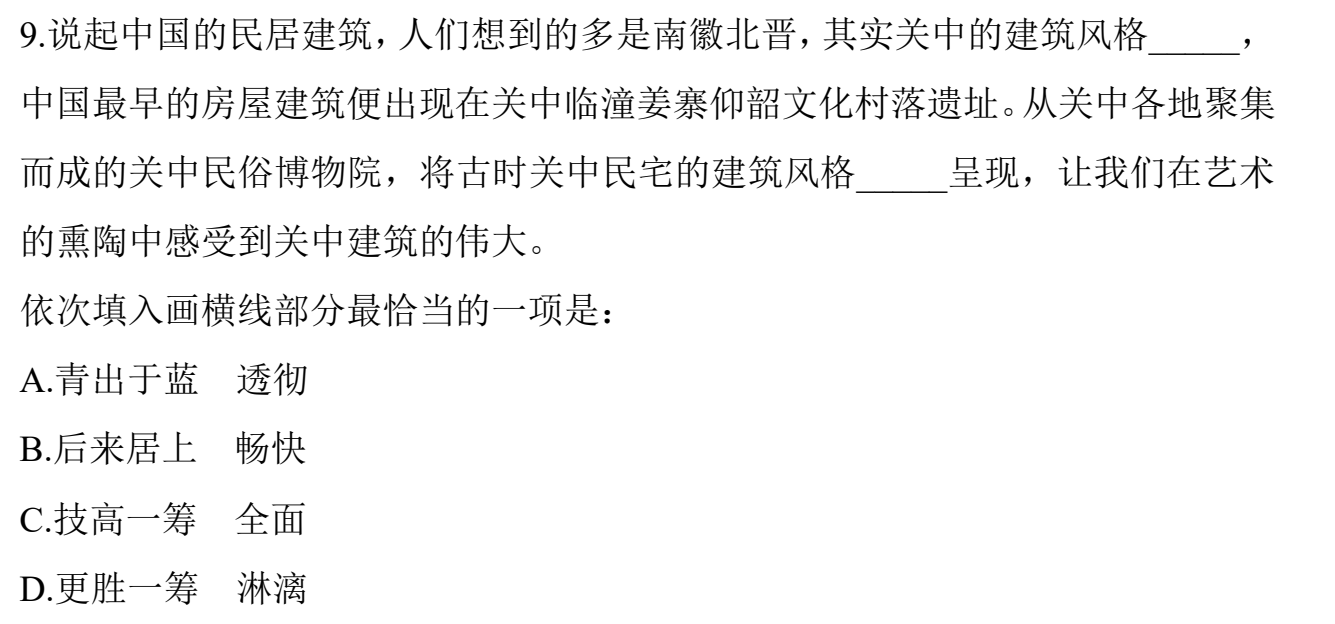 9.说起中国的民居建筑，人们想到的多是南徽北晋，其实关中的建筑风格_____，
中国最早的房屋建筑便出现在关中临潼姜寨仰韶文化村落遗址。从关中各地聚集
而成的关中民俗博物院，将古时关中民宅的建筑风格_____呈现，让我们在艺术
的熏陶中感受到关中建筑的伟大。
依次填入画横线部分最恰当的一项是：
A.青出于蓝　透彻
B.后来居上　畅快
C.技高一筹　全面
D.更胜一筹　淋漓